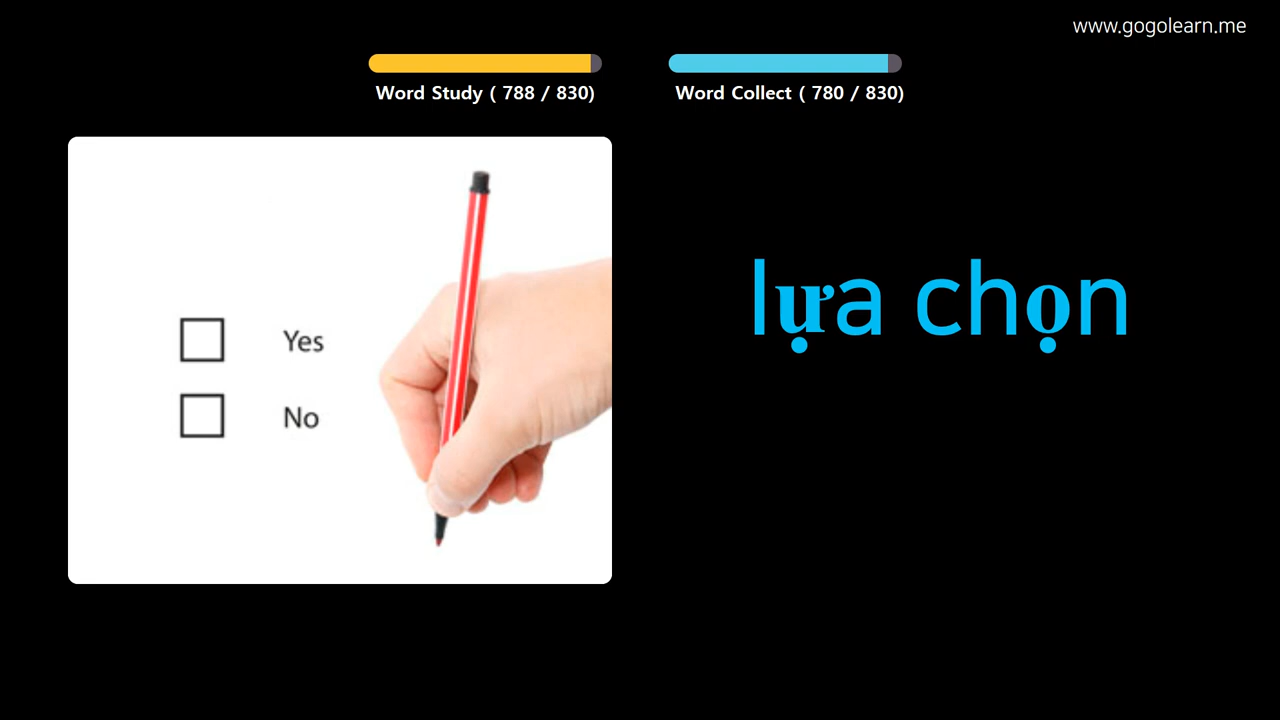 www.gogolearn.me
Word Study ( 788 / 830)
Word Collect ( 780 / 830)
Yes
No
lựa chọn